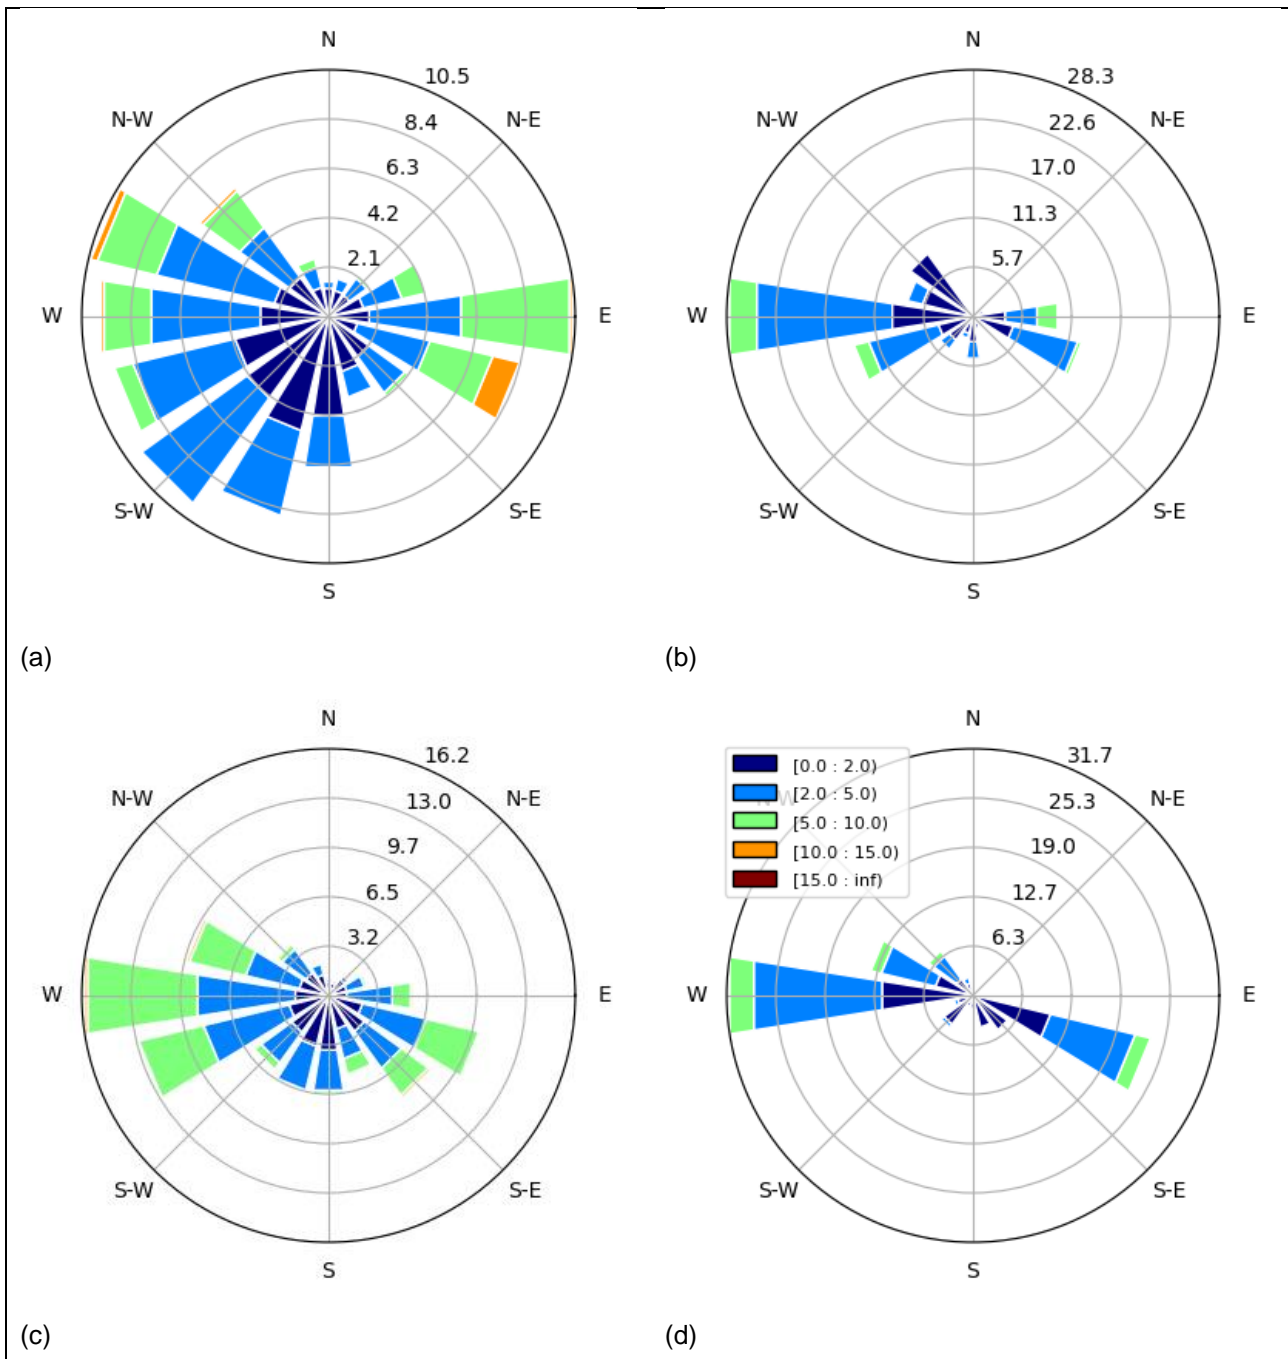 N
10.5
N-W
8.4
N-E
6.3
4.2
2.1
W
E
S-W
S-E
S
(a)
N
28.3
N-W
22.6
N-E
17.0
11.3
5.7
W
E
S-W
S-E
S
(b)
N
16.2
N-W
13.0
N-E
9.7
6.5
3.2
W
E
S-W
S-E
S
(c)
N
31.7
[0.0 : 2.0)
[2.0 : 5.0)
N-W
25.3
N-E
[5.0 : 10.0)
19.0
[10.0 : 15.0)
[15.0 : inf)
12.7
6.3
W
E
S-W
S-E
S
(d)